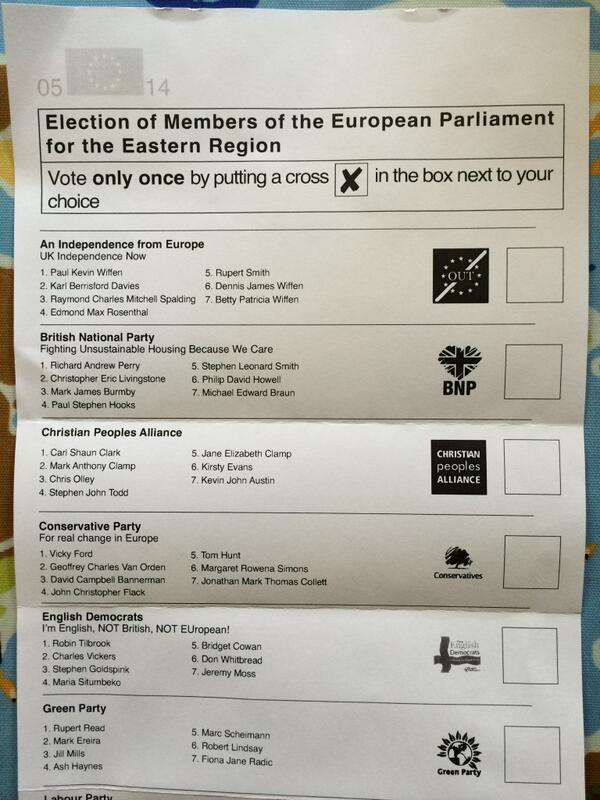 05 14
Election of Members of the European Parliament
for the Eastern Region
Vote only once by putting a cross X in the box next to your
choice
An Independence from Europe
UK Independence Now
1. Paul Kevin Wiffen
2. Karl Berrisford Davies
3. Raymond Charles Mitchell Spalding
4. Edmond Max Rosenthal
5. Rupert Smith
6. Dennis James Wiffen
7. Betty Patricia Wiffen
OUT
British National Party
Fighting Unsustainable Housing Because We Care
1. Richard Andrew Perry
2. Christopher Eric Livingstone
3. Mark James Burmby
4. Paul Stephen Hooks
5. Stephen Leonard Smith
6. Philip David Howell
7. Michael Edward Braun
BNP
Christian Peoples Alliance
1. Carl Shaun Clark
2. Mark Anthony Clamp
3. Chris Olley
4. Stephen John Todd
5. Jane Elizabeth Clamp
6. Kirsty Evans
7. Kevin John Austin
CHRISTIAN
peoples
ALLIANCE
Conservative Party
For real change in Europe
1. Vicky Ford
2. Geoffrey Charles Van Orden
3. David Campbell Bannerman
4. John Christopher Flack
5. Tom Hunt
6. Margaret Rowena Simons
7. Jonathan Mark Thomas Collett
Conservatives
English Democrats
I'm English, NOT British, NOT EUropean!
1. Robin Tilbrook
2. Charles Vickers
3. Stephen Goldspink
4. Maria Situmbeko
5. Bridget Cowan
6. Don Whitbread
7. Jeremy Moss
English
Democrats
Green Party
1. Rupert Read
2. Mark Ereira
3. Jill Mills
4. Ash Haynes
5. Marc Scheimann
6. Robert Lindsay
7. Fiona Jane Radic
Green Party
Labour Party